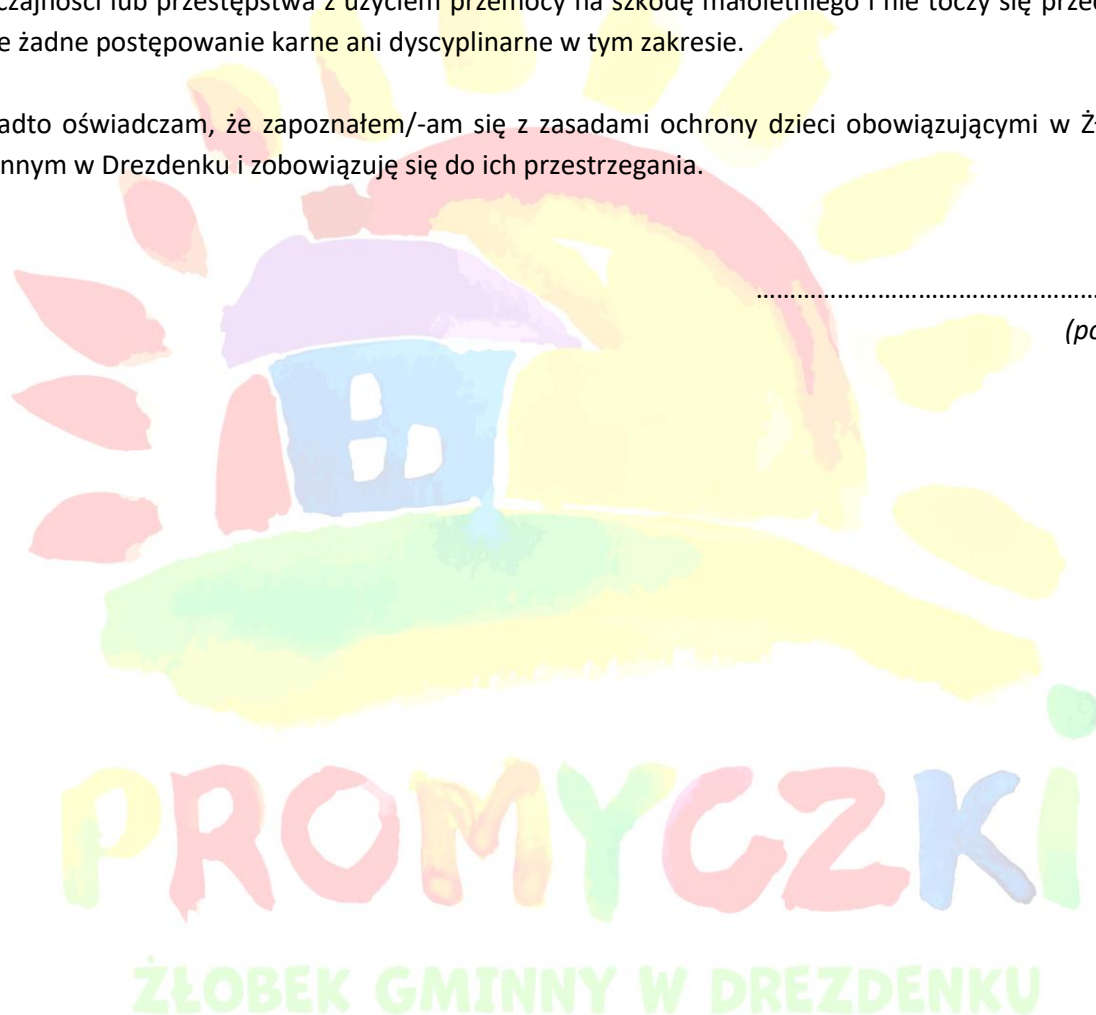 czajności lub przestępstwa z użyciem przemocy na szkodę małoletniego i nie toczy się przec
e żadne postępowanie karne ani dyscyplinarne w tym zakresie.
adto oświadczam, że zapoznałem/-am się z zasadami ochrony dzieci obowiązującymi w Ż
nnym w Drezdenku i zobowiązuję się do ich przestrzegania.
……………………………………………
(po
PROMYCZKi
ŻŁOBEK GMINNY W DREZDENKU